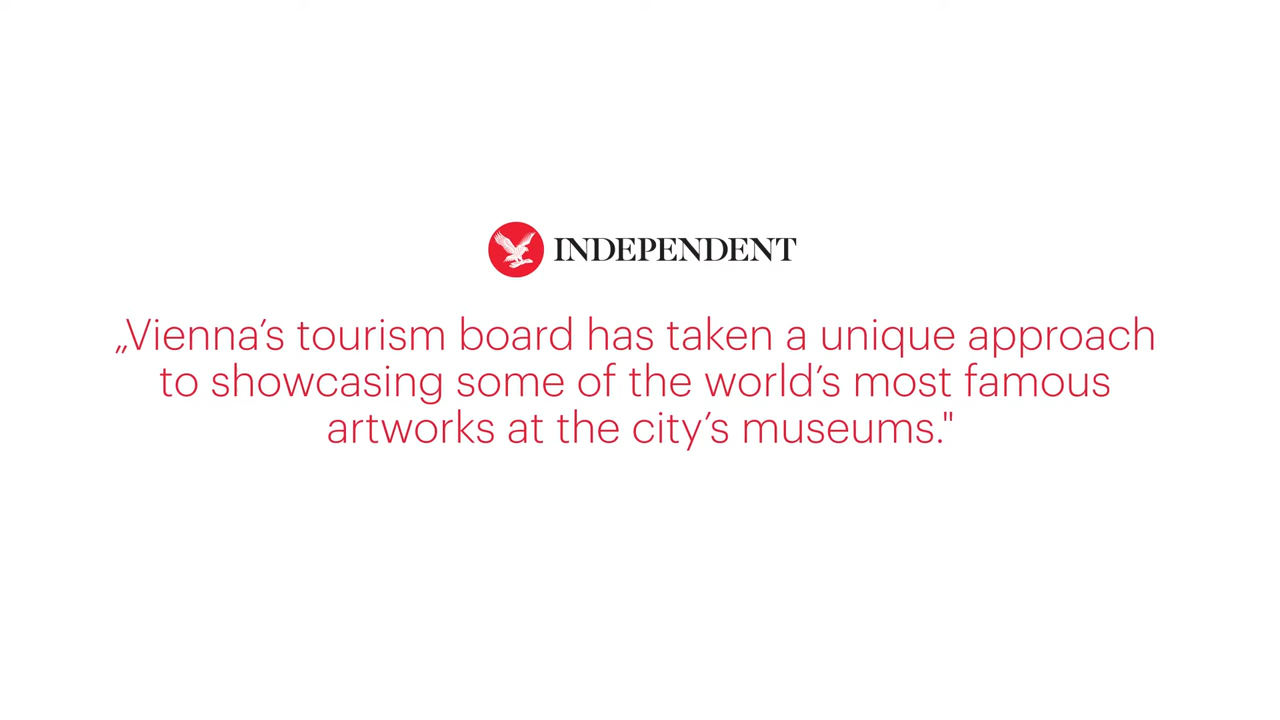 INDEPENDENT
„Vienna’s tourism board has taken a unique approach
to showcasing some of the world’s most famous
artworks at the city’s museums."